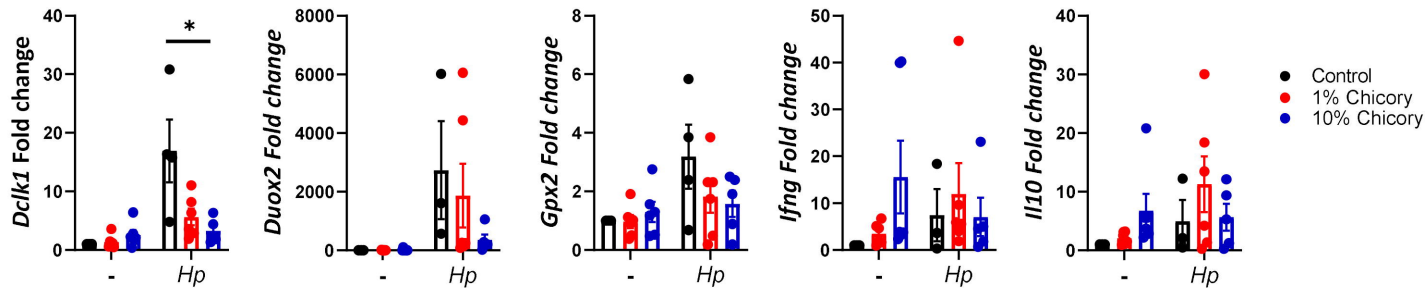 Dclk1 Fold change
40
30
20
10
0
*
-
Hp
Duox2 Fold change
8000
6000
4000
2000
0
-
Hp
Gpx2 Fold change
8
6
4
2
0
-
Hp
Ifng Fold change
50
40
30
20
10
0
-
Hp
Il10 Fold change
40
30
20
10
0
-
Hp
Control
1% Chicory
10% Chicory